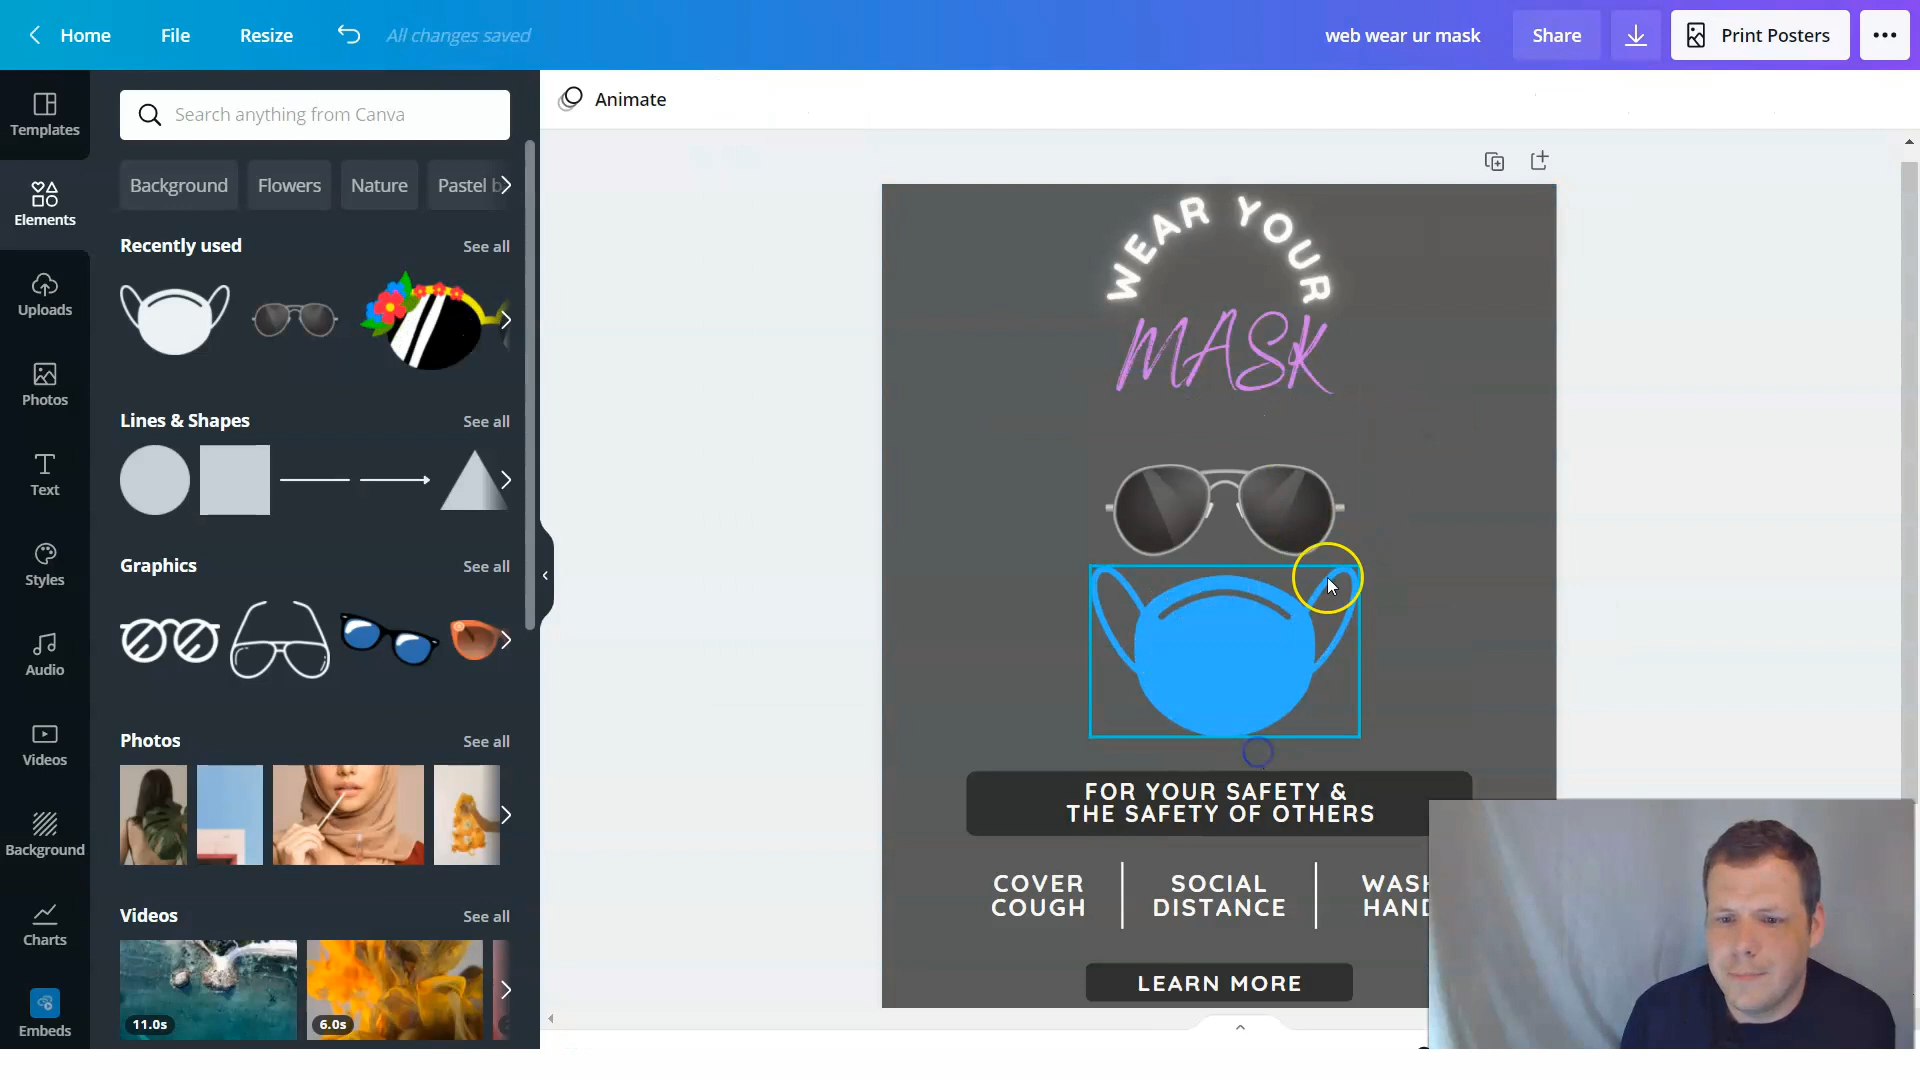 Home File Resize All changes saved web wear ur mask Share Print Posters
Templates
Elements
Uploads
Photos
Text
Styles
Audio
Videos
Background
Charts
Embeds
Search anything from Canva
Background Flowers Nature Pastel b
Recently used See all
Lines & Shapes See all
Graphics See all
Photos See all
Videos See all
11.0s 6.0s
Animate
WEAR YOUR
MASK
FOR YOUR SAFETY &
THE SAFETY OF OTHERS
COVER
COUGH
SOCIAL
DISTANCE
WASH
HAND
LEARN MORE